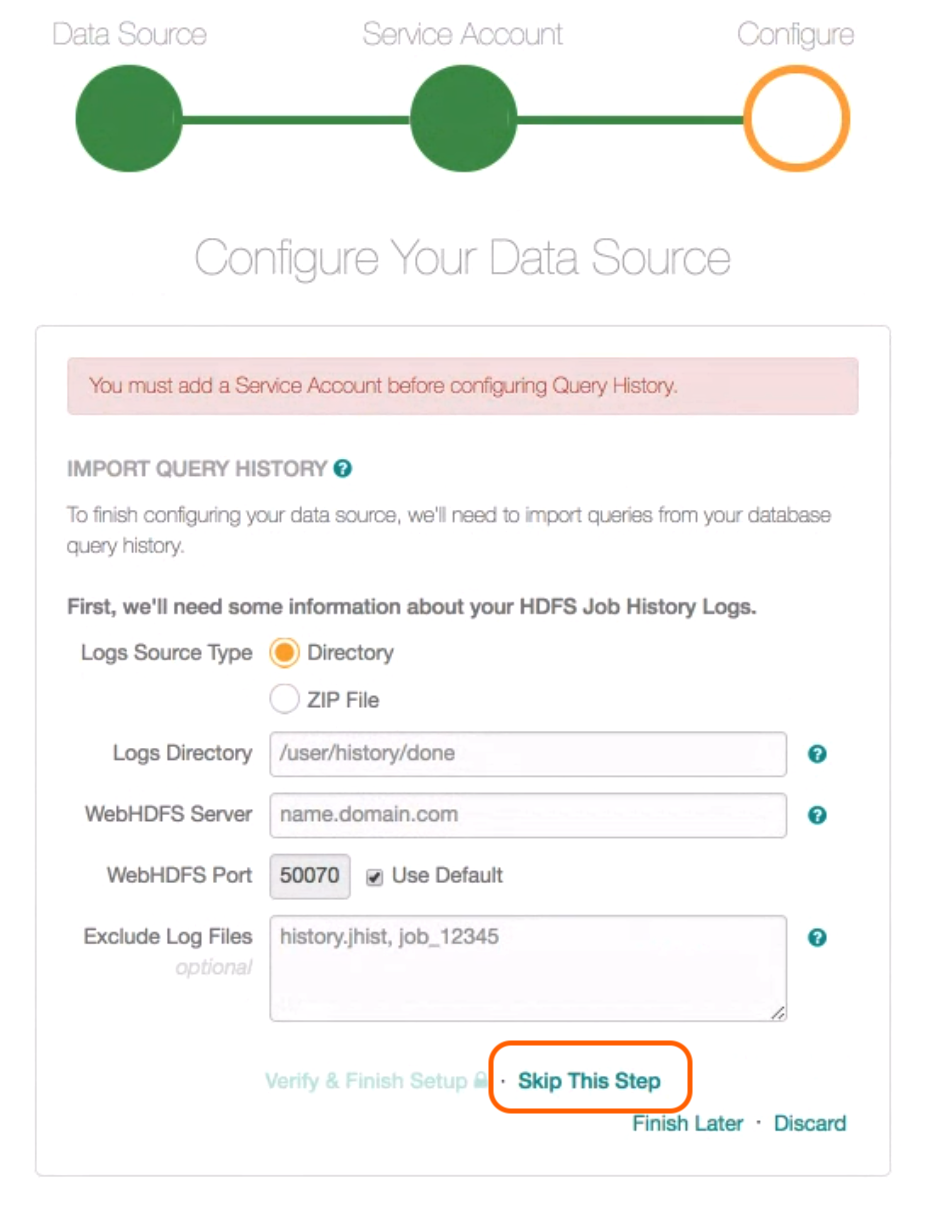 Data Source Service Account Configure
Configure Your Data Source
You must add a Service Account before configuring Query History.
IMPORT QUERY HISTORY ?
To finish configuring your data source, we'll need to import queries from your database
query history.
First, we'll need some information about your HDFS Job History Logs.
Logs Source Type Directory
ZIP File
Logs Directory /user/history/done ?
WebHDFS Server name.domain.com ?
WebHDFS Port 50070 Use Default
Exclude Log Files history.jhist, job_12345 ?
optional
Verify & Finish Setup · Skip This Step
Finish Later · Discard